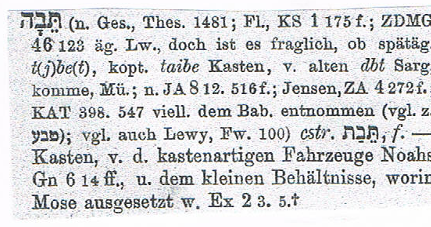 תֵּבָה (n. Ges., Thes. 1481; Fl., KS 1 175 f.; ZDMG
46 123 äg. Lw., doch ist es fraglich, ob spätäg.
t(j)be(t), kopt. taibe Kasten, v. alten dbt Sarg
komme, Mü.; n. JA 8 12. 516 f.; Jensen, ZA 4 272 f.
KAT 398. 547 viell. dem Bab. entnommen (vgl. z.
טבע); vgl. auch Lewy, Fw. 100) cstr. תֵּבַת, f. —
Kasten, v. d. kastenartigen Fahrzeuge Noahs
Gn 6 14 ff., u. dem kleinen Behältnisse, worin
Mose ausgesetzt w. Ex 2 3. 5.†